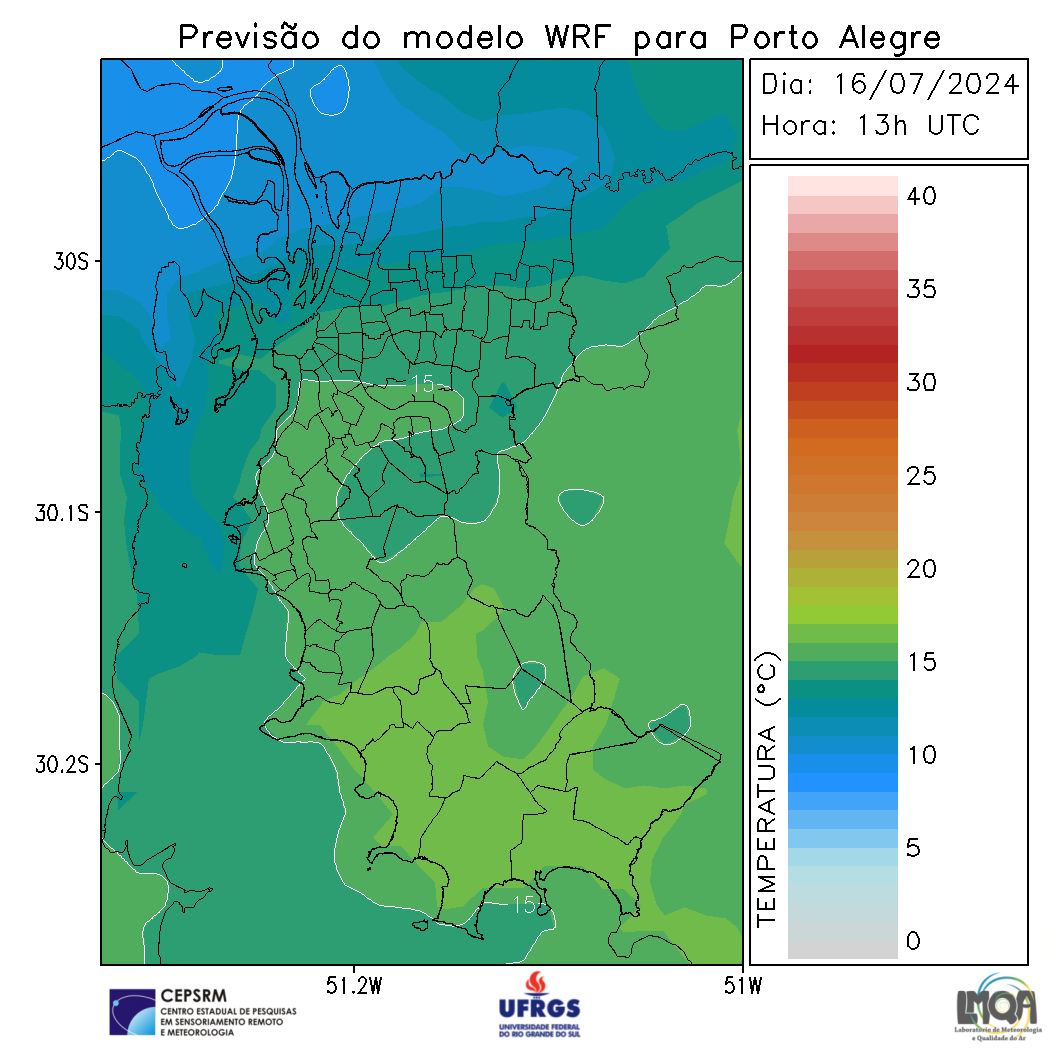 Previsão do modelo WRF para Porto Alegre
Dia: 16/07/2024
Hora: 13h UTC
30S
30.1S
30.2S
51.2W
51W
15
15
TEMPERATURA (°C)
40
35
30
25
20
15
10
5
0
CEPSRM
CENTRO ESTADUAL DE PESQUISAS
EM SENSORIAMENTO REMOTO
E METEOROLOGIA
UFRGS
UNIVERSIDADE FEDERAL
DO RIO GRANDE DO SUL
LMQA
Laboratório de Meteorologia
e Qualidade do Ar